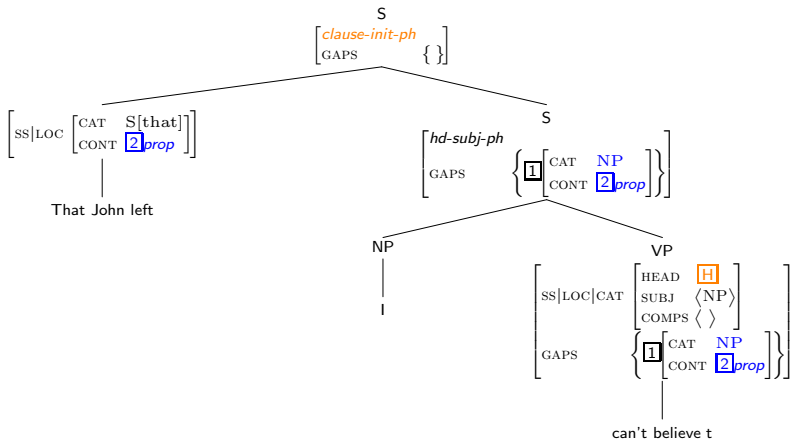 S
clause-init-ph
GAPS { }
SS|LOC CAT S[that]
CONT 2 prop
That John left
S
hd-subj-ph
GAPS { 1 CAT NP
CONT 2 prop }
NP
I
VP
SS|LOC|CAT HEAD H
SUBJ ⟨NP⟩
COMPS ⟨ ⟩
GAPS { 1 CAT NP
CONT 2 prop }
can't believe t